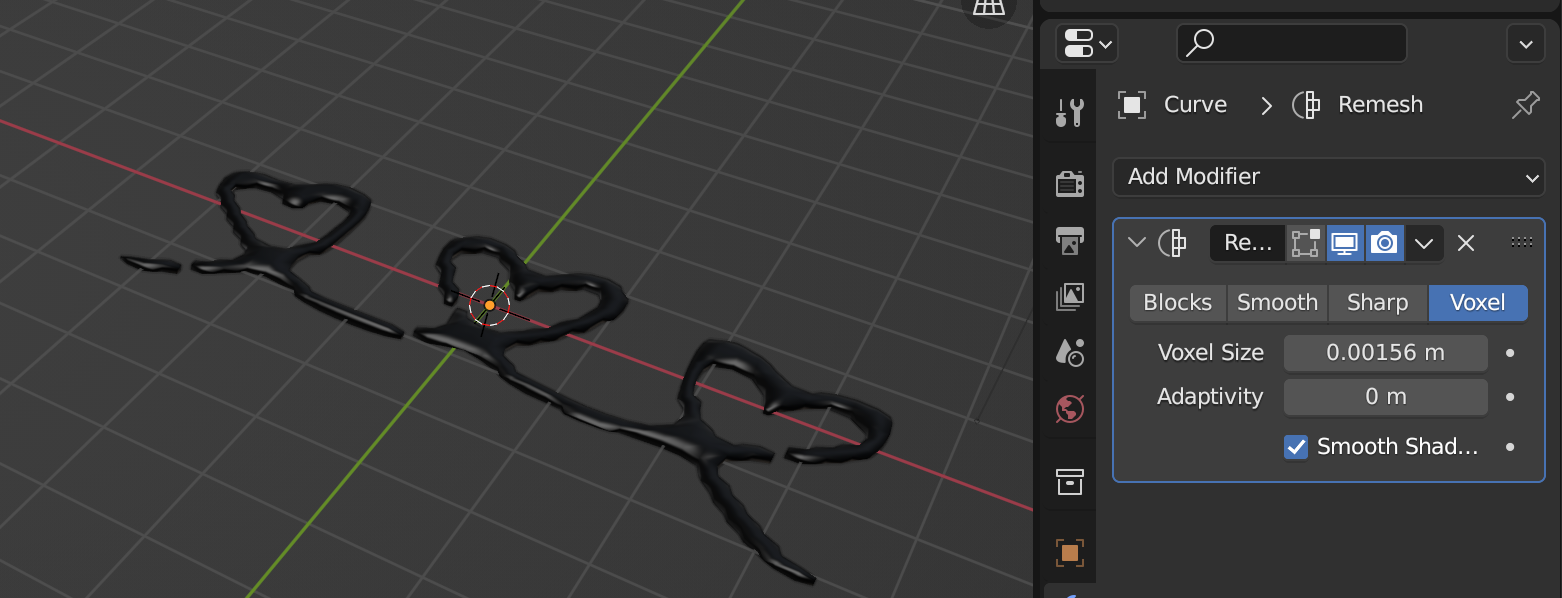 Curve > Remesh
Add Modifier
Re...
Blocks Smooth Sharp Voxel
Voxel Size 0.00156 m
Adaptivity 0 m
Smooth Shad...